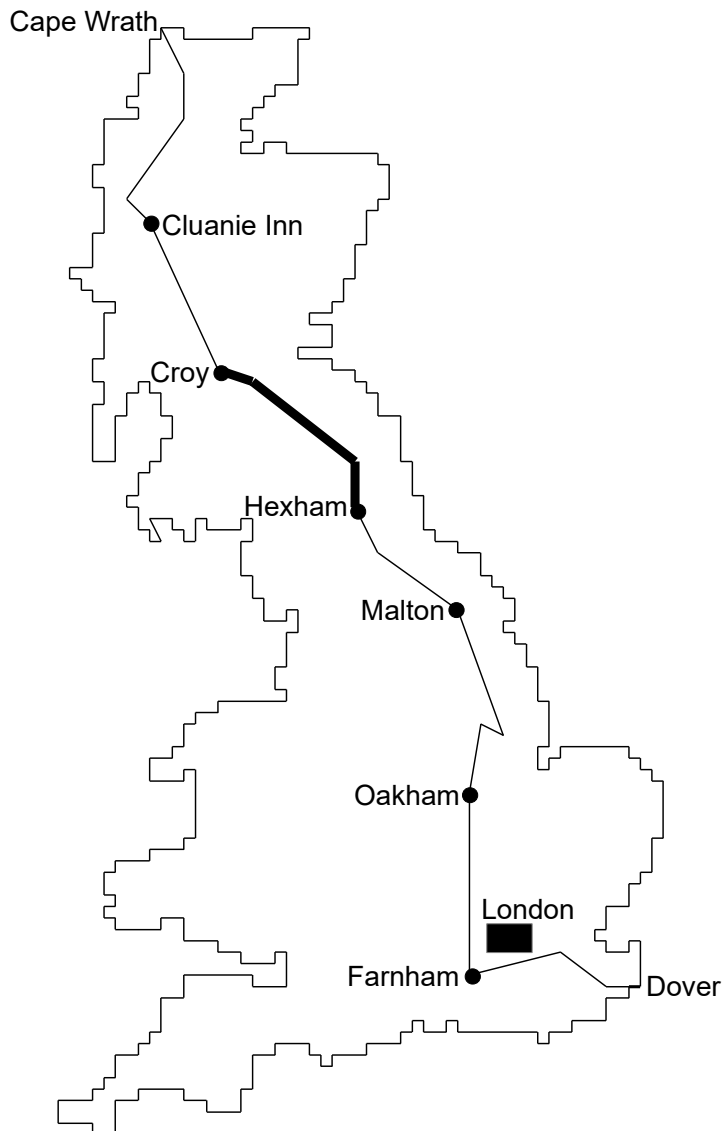 Cape Wrath
Cluanie Inn
Croy
Hexham
Malton
Oakham
London
Farnham
Dover